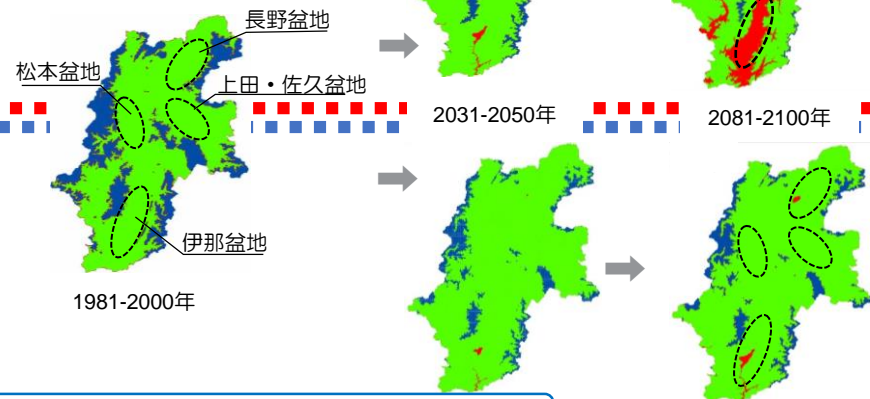 長野盆地
松本盆地
上田・佐久盆地
2031-2050年
2081-2100年
伊那盆地
1981-2000年